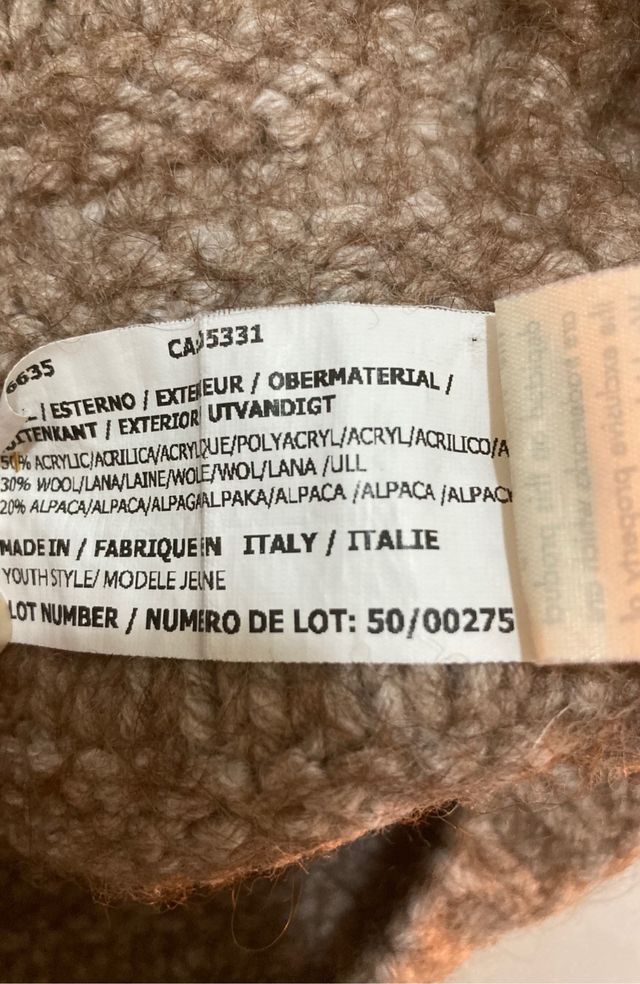 6635 CA 5331
/ ESTERNO / EXTERIEUR / OBERMATERIAL /
UITENKANT / EXTERIOR UTVANDIGT
50% ACRYLIC/ACRILICA/ACRYLIQUE/POLYACRYL/ACRYL/ACRILICO/A
30% WOOL/LANA/LAINE/WOLE/WOL/LANA /ULL
20% ALPACA/ALPACA/ALPAGA/ALPAKA/ALPACA /ALPACA /ALPAC
MADE IN / FABRIQUE EN ITALY / ITALIE
YOUTH STYLE/ MODELE JEUNE
LOT NUMBER / NUMERO DE LOT: 50/00275